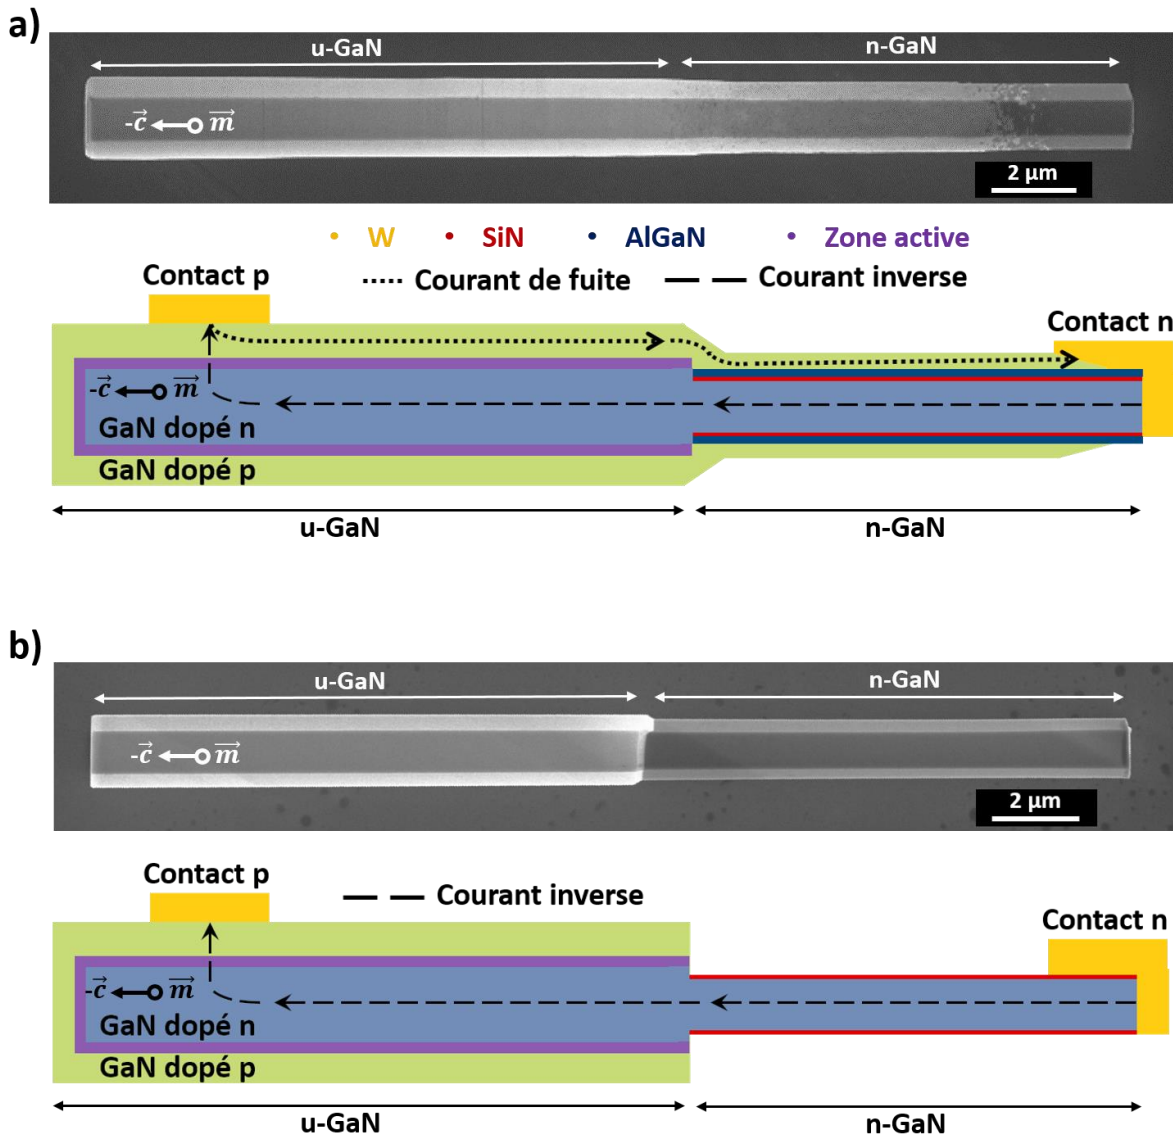 a)
u-GaN
n-GaN
-c⃗ m⃗
2 µm
• W • SiN • AlGaN • Zone active
Contact p
Courant de fuite
Courant inverse
Contact n
-c⃗ m⃗
GaN dopé n
GaN dopé p
u-GaN
n-GaN
b)
u-GaN
n-GaN
-c⃗ m⃗
2 µm
Contact p
Courant inverse
Contact n
-c⃗ m⃗
GaN dopé n
GaN dopé p
u-GaN
n-GaN